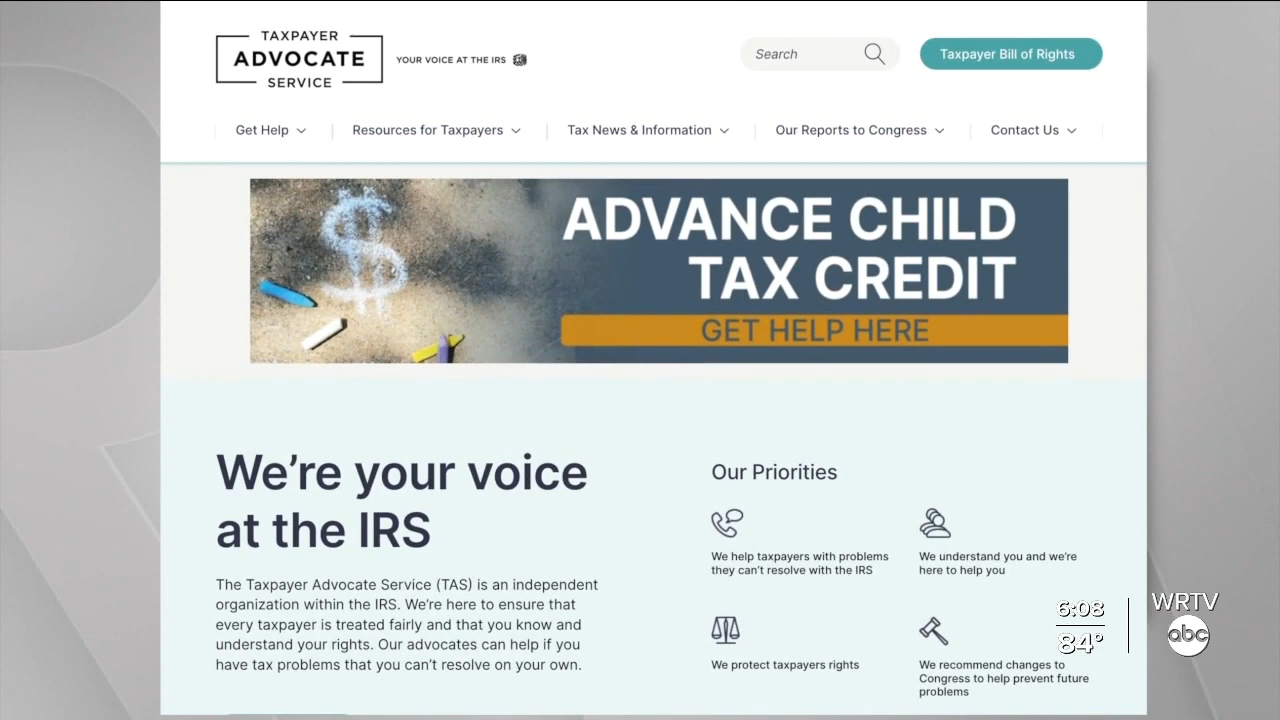 TAXPAYER
ADVOCATE
SERVICE
YOUR VOICE AT THE IRS
Search
Taxpayer Bill of Rights
Get Help
Resources for Taxpayers
Tax News & Information
Our Reports to Congress
Contact Us
ADVANCE CHILD
TAX CREDIT
GET HELP HERE
We’re your voice
at the IRS
The Taxpayer Advocate Service (TAS) is an independent
organization within the IRS. We’re here to ensure that
every taxpayer is treated fairly and that you know and
understand your rights. Our advocates can help if you
have tax problems that you can’t resolve on your own.
Our Priorities
We help taxpayers with problems
they can’t resolve with the IRS
We understand you and we’re
here to help you
We protect taxpayers rights
We recommend changes to
Congress to help prevent future
problems
6:08
84°
WRTV
abc